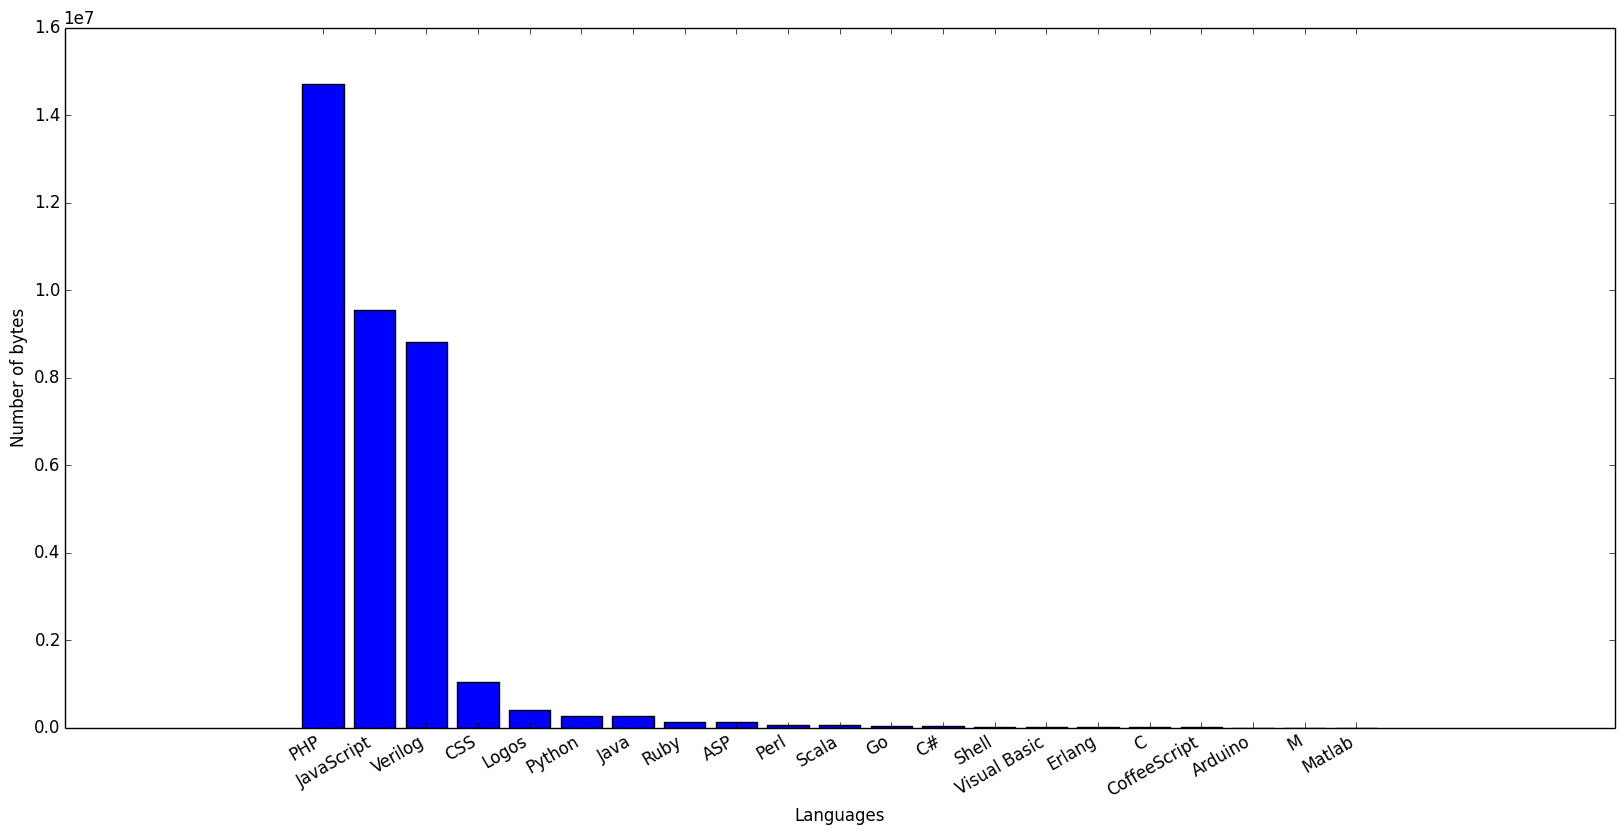 1e7
1.6
1.4
1.2
1.0
0.8
0.6
0.4
0.2
0.0
Number of bytes
PHP
JavaScript
Verilog
CSS
Logos
Python
Java
Ruby
ASP
Perl
Scala
Go
C#
Shell
Visual Basic
Erlang
C
CoffeeScript
Arduino
M
Matlab
Languages